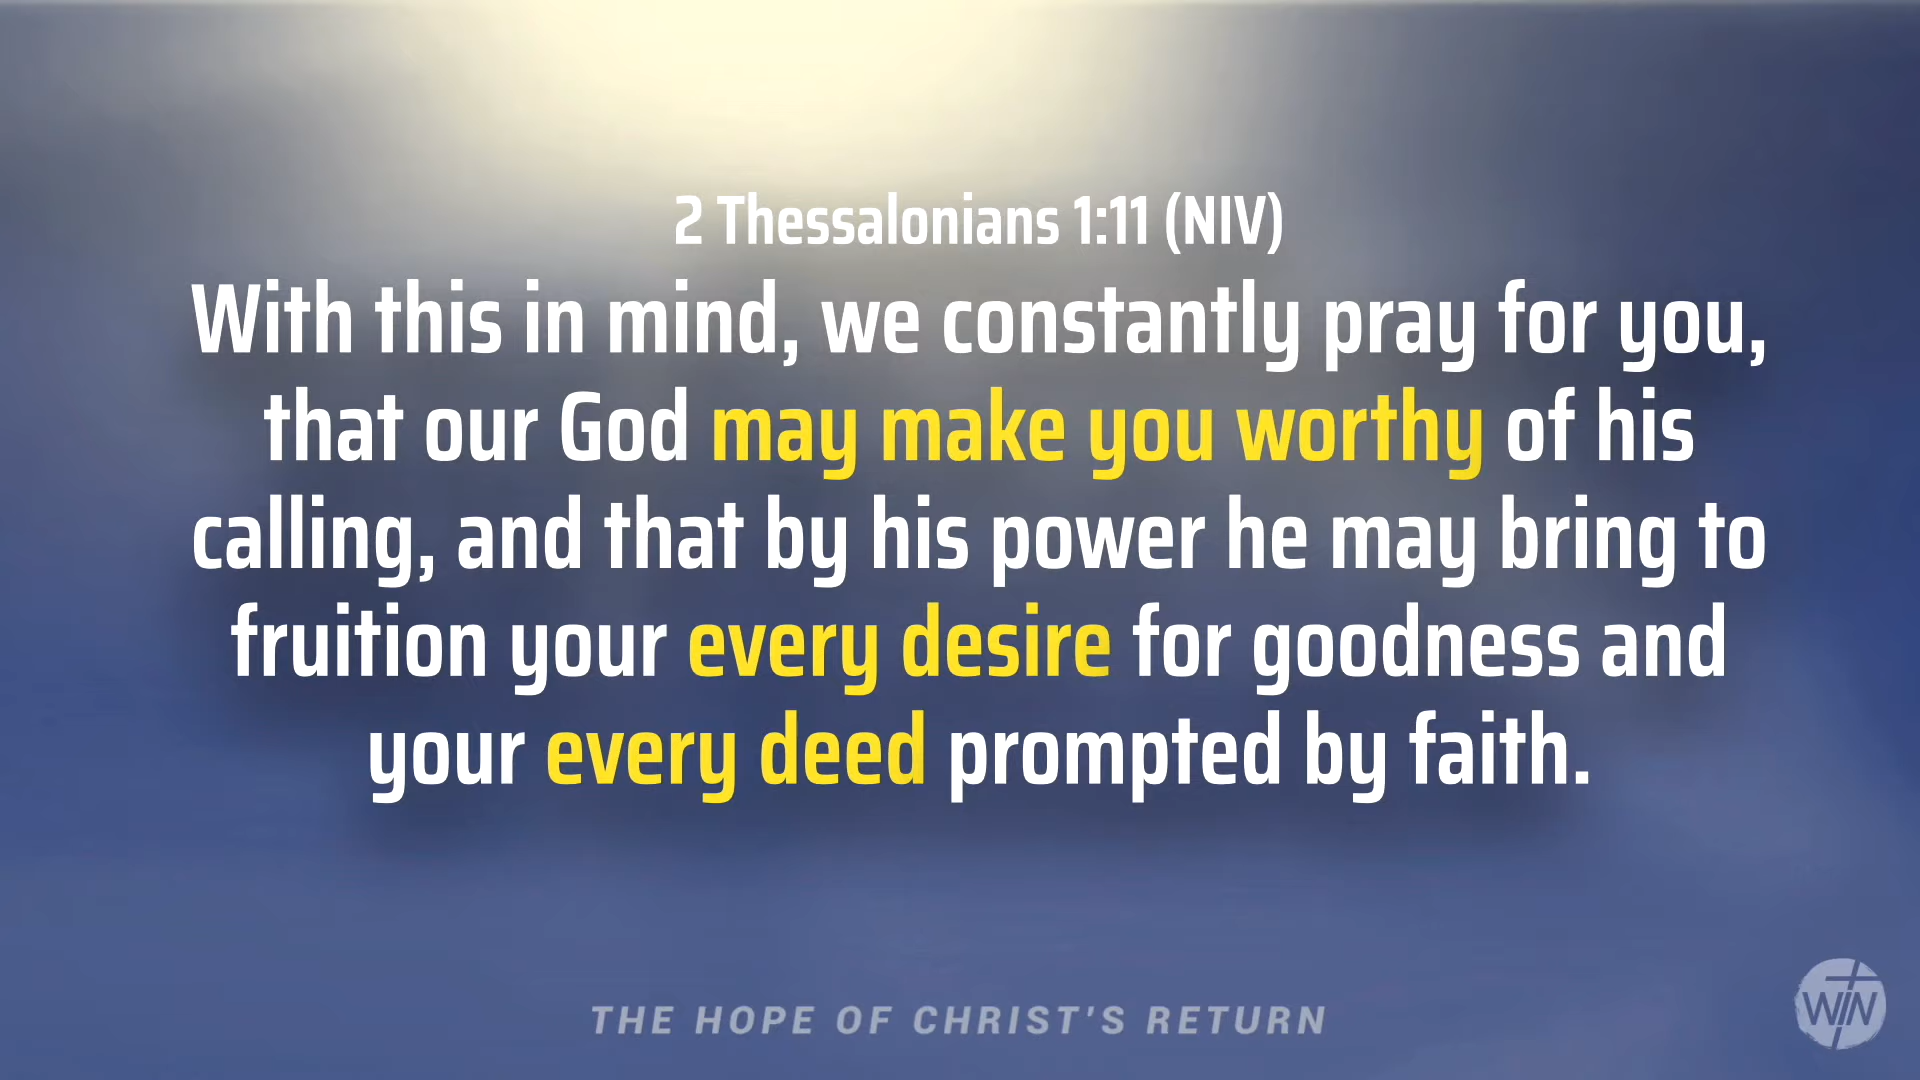 2 Thessalonians 1:11 (NIV)
With this in mind, we constantly pray for you,
that our God may make you worthy of his
calling, and that by his power he may bring to
fruition your every desire for goodness and
your every deed prompted by faith.
THE HOPE OF CHRIST'S RETURN
WIN